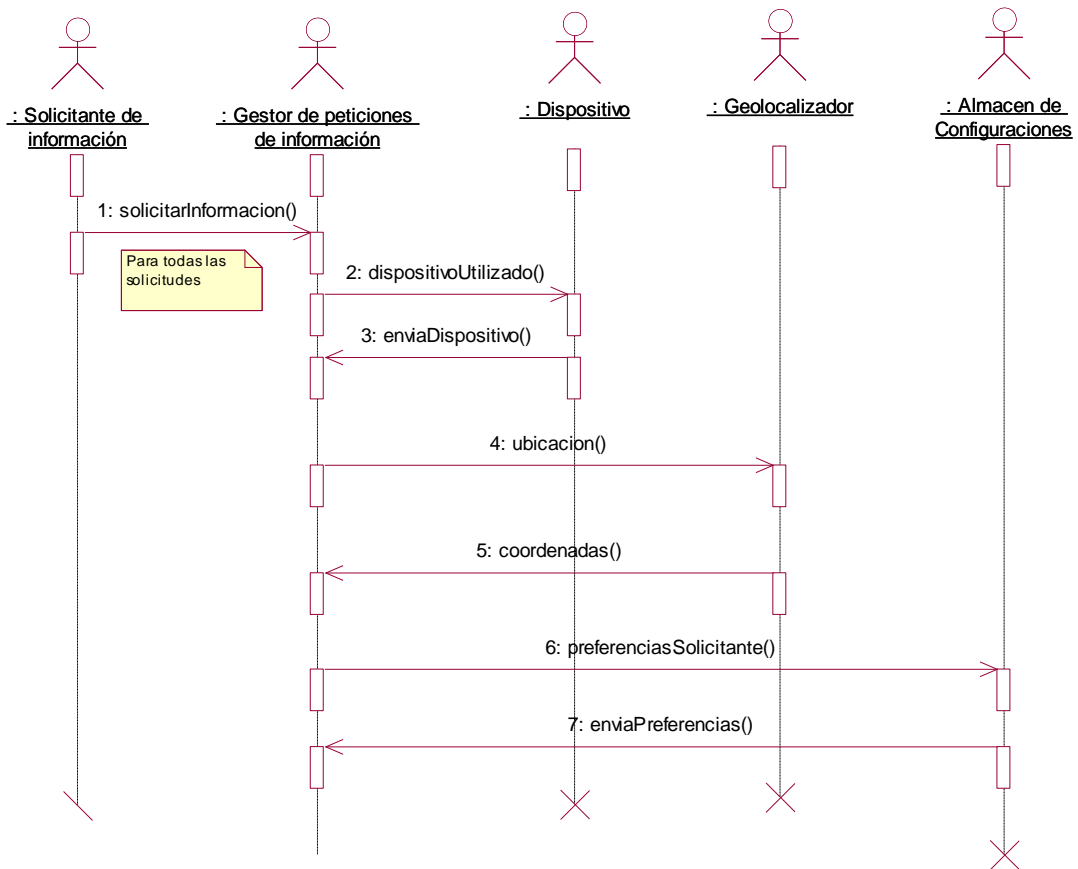 : Solicitante de
información
: Gestor de peticiones
de información
: Dispositivo
: Geolocalizador
: Almacen de
Configuraciones
1: solicitarInformacion()
Para todas las
solicitudes
2: dispositivoUtilizado()
3: enviaDispositivo()
4: ubicacion()
5: coordenadas()
6: preferenciasSolicitante()
7: enviaPreferencias()